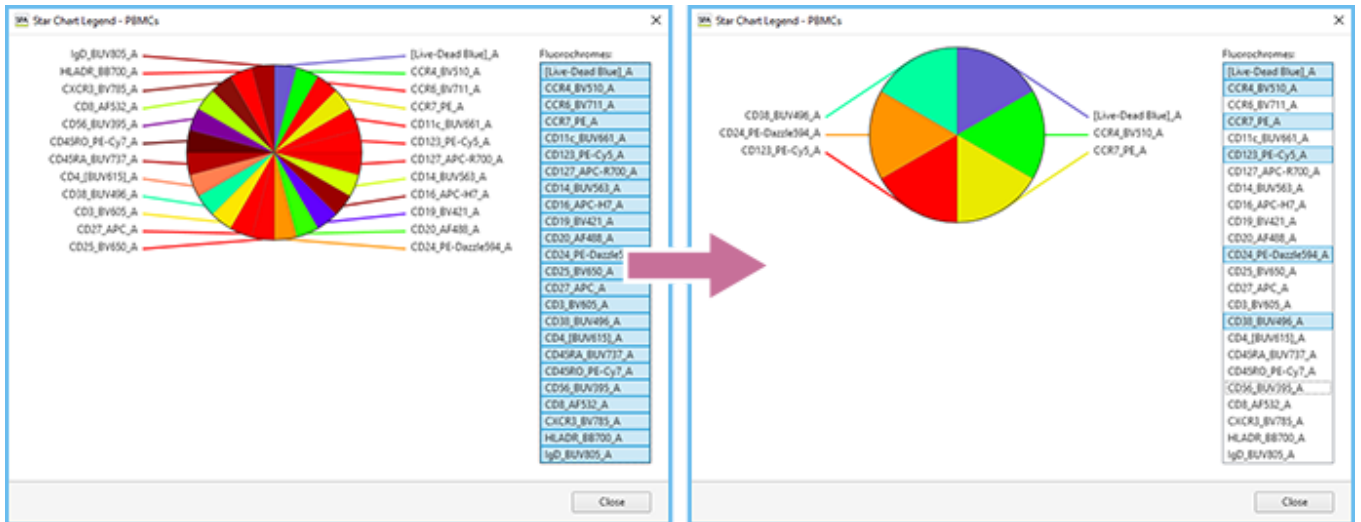 SPA Star Chart Legend - PBMCs
IgD_BUV805_A
HLADR_BB700_A
CXCR3_BV785_A
CD8_AF532_A
CD56_BUV395_A
CD45RO_PE-Cy7_A
CD45RA_BUV737_A
CD4_[BUV615]_A
CD38_BUV496_A
CD3_BV605_A
CD27_APC_A
CD25_BV650_A
[Live-Dead Blue]_A
CCR4_BV510_A
CCR6_BV711_A
CCR7_PE_A
CD11c_BUV661_A
CD123_PE-Cy5_A
CD127_APC-R700_A
CD14_BUV563_A
CD16_APC-H7_A
CD19_BV421_A
CD20_AF488_A
CD24_PE-Dazzle594_A
Fluorochromes:
[Live-Dead Blue]_A
CCR4_BV510_A
CCR6_BV711_A
CCR7_PE_A
CD11c_BUV661_A
CD123_PE-Cy5_A
CD127_APC-R700_A
CD14_BUV563_A
CD16_APC-H7_A
CD19_BV421_A
CD20_AF488_A
CD24_PE-Dazzle5
CD25_BV650_A
CD27_APC_A
CD3_BV605_A
CD38_BUV496_A
CD4_[BUV615]_A
CD45RA_BUV737_A
CD45RO_PE-Cy7_A
CD56_BUV395_A
CD8_AF532_A
CXCR3_BV785_A
HLADR_BB700_A
IgD_BUV805_A
Close
SPA Star Chart Legend - PBMCs
CD38_BUV496_A
CD24_PE-Dazzle594_A
CD123_PE-Cy5_A
[Live-Dead Blue]_A
CCR4_BV510_A
CCR7_PE_A
Fluorochromes:
[Live-Dead Blue]_A
CCR4_BV510_A
CCR6_BV711_A
CCR7_PE_A
CD11c_BUV661_A
CD123_PE-Cy5_A
CD127_APC-R700_A
CD14_BUV563_A
CD16_APC-H7_A
CD19_BV421_A
CD20_AF488_A
CD24_PE-Dazzle594_A
CD25_BV650_A
CD27_APC_A
CD3_BV605_A
CD38_BUV496_A
CD4_[BUV615]_A
CD45RA_BUV737_A
CD45RO_PE-Cy7_A
CD56_BUV395_A
CD8_AF532_A
CXCR3_BV785_A
HLADR_BB700_A
IgD_BUV805_A
Close